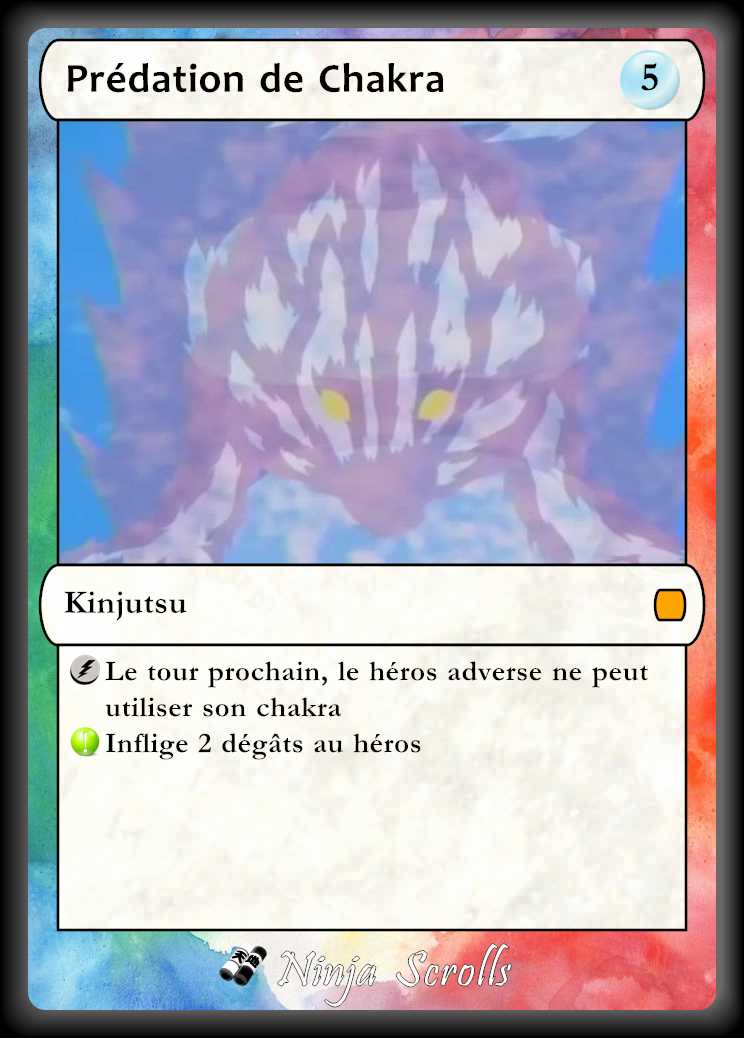 Prédation de Chakra
5
Kinjutsu
Le tour prochain, le héros adverse ne peut
utiliser son chakra
Inflige 2 dégâts au héros
Ninja Scrolls